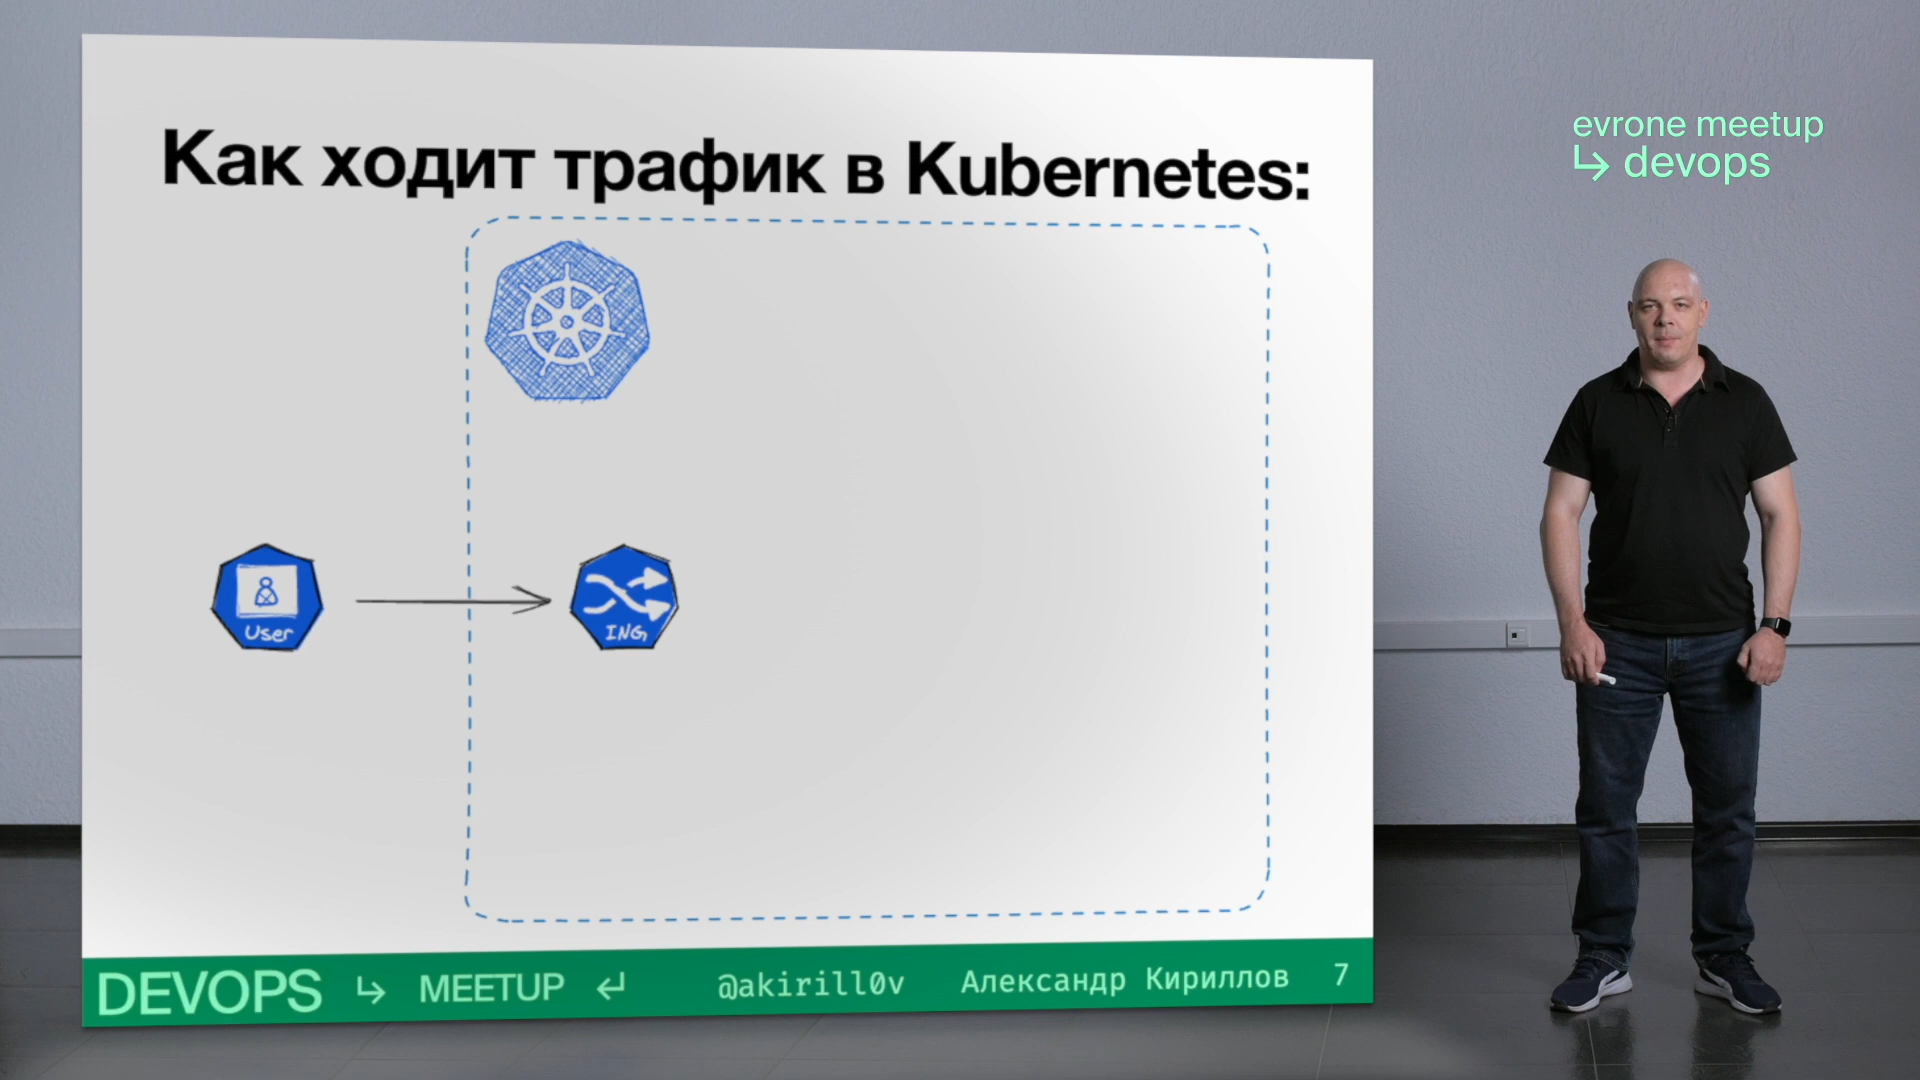 Как ходит трафик в Kubernetes:
evrone meetup
↳ devops
User
ING
DEVOPS ↳ MEETUP ↵ @akirill0v Александр Кириллов 7